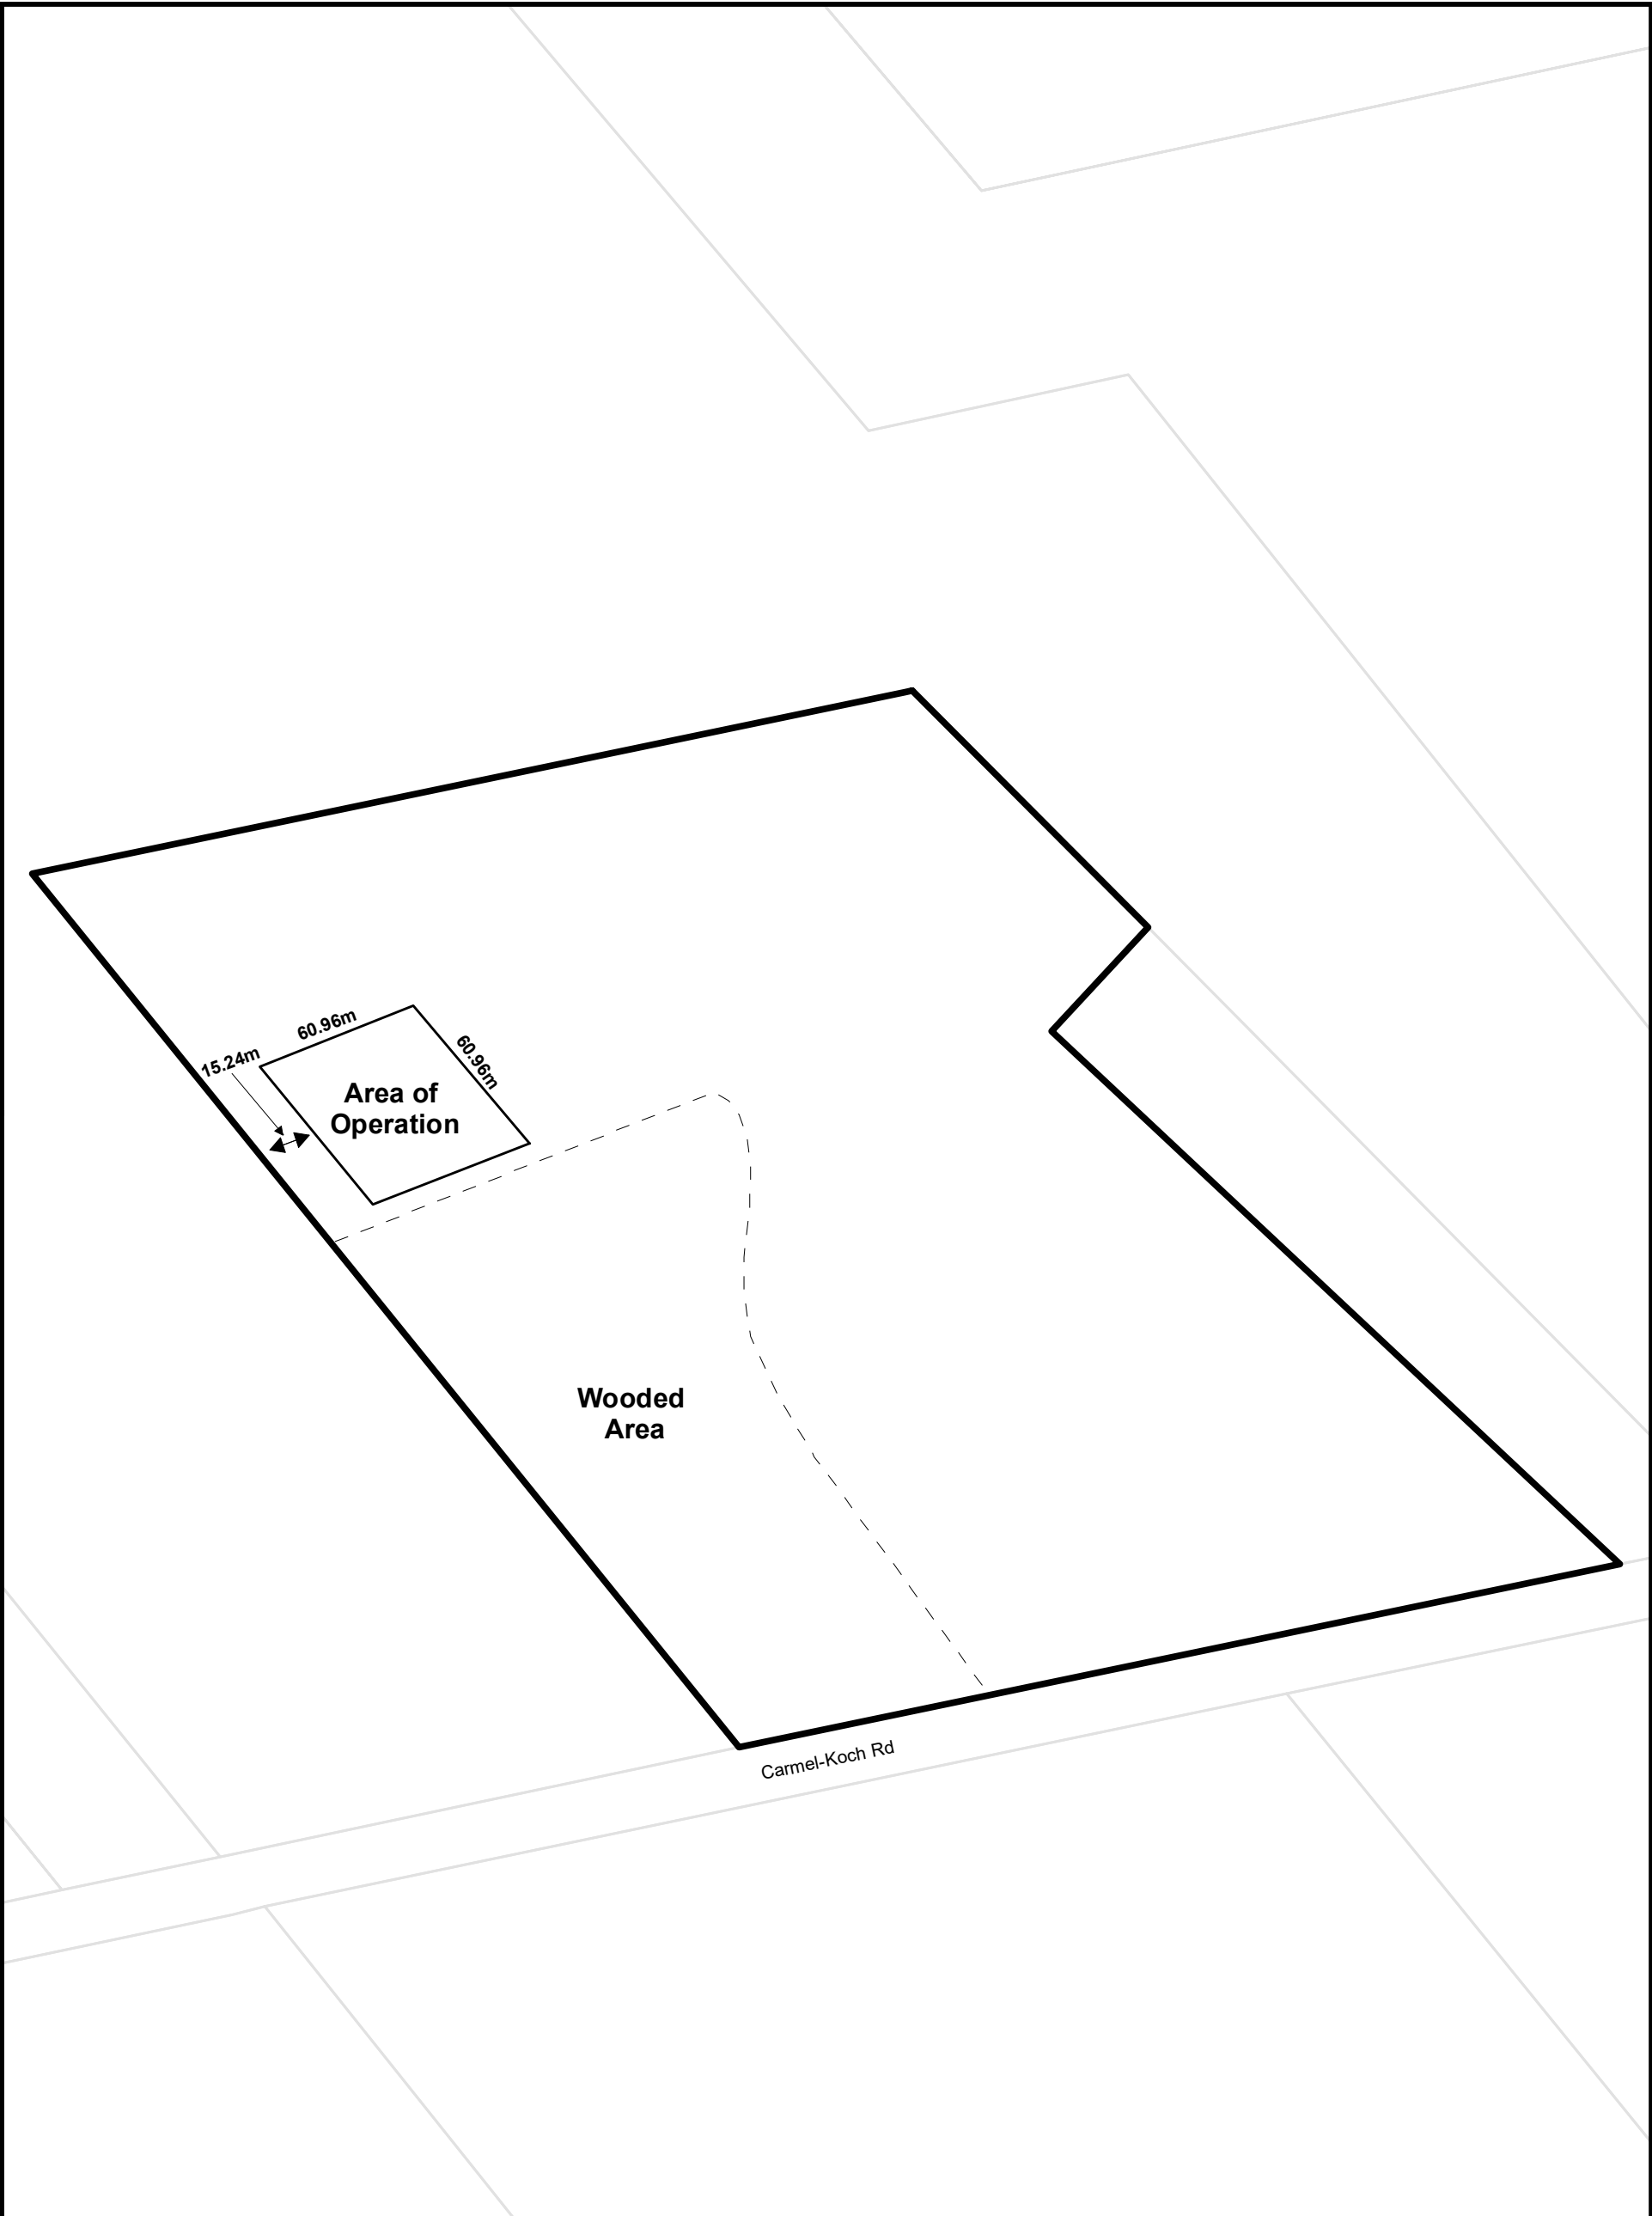 60.96m
60.96m
15.24m
Area of
Operation
Wooded
Area
Carmel-Koch Rd